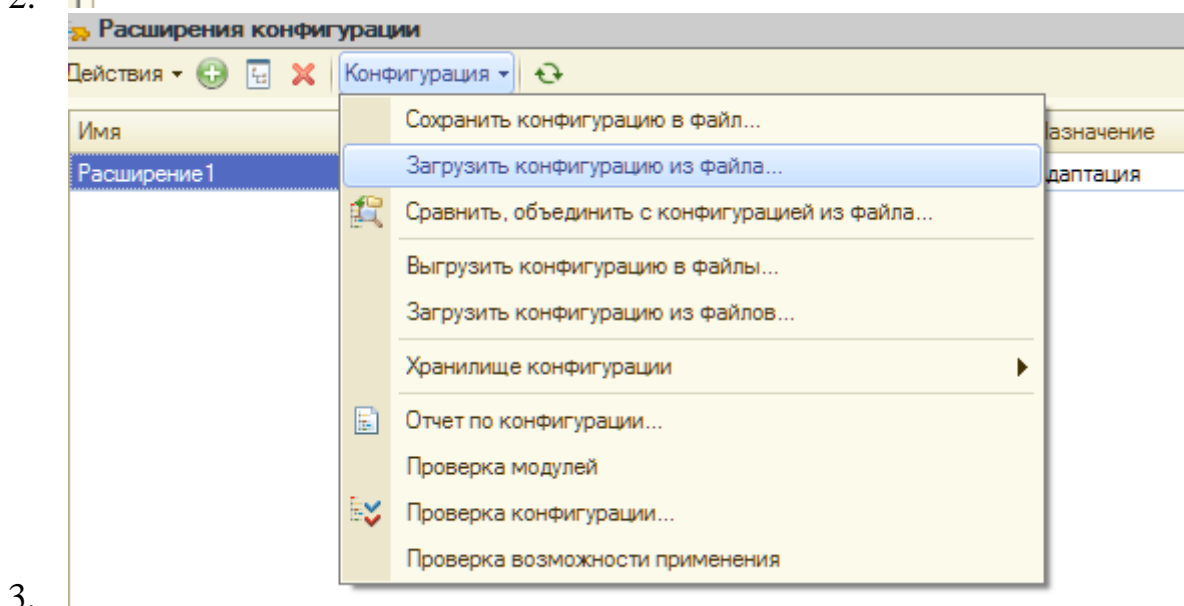 2.
Расширения конфигурации
Действия Конфигурация
Имя
Расширение1
Сохранить конфигурацию в файл...
Загрузить конфигурацию из файла...
Сравнить, объединить с конфигурацией из файла...
Выгрузить конфигурацию в файлы...
Загрузить конфигурацию из файлов...
Хранилище конфигурации
Отчет по конфигурации...
Проверка модулей
Проверка конфигурации...
Проверка возможности применения
азначение
даптация
3.